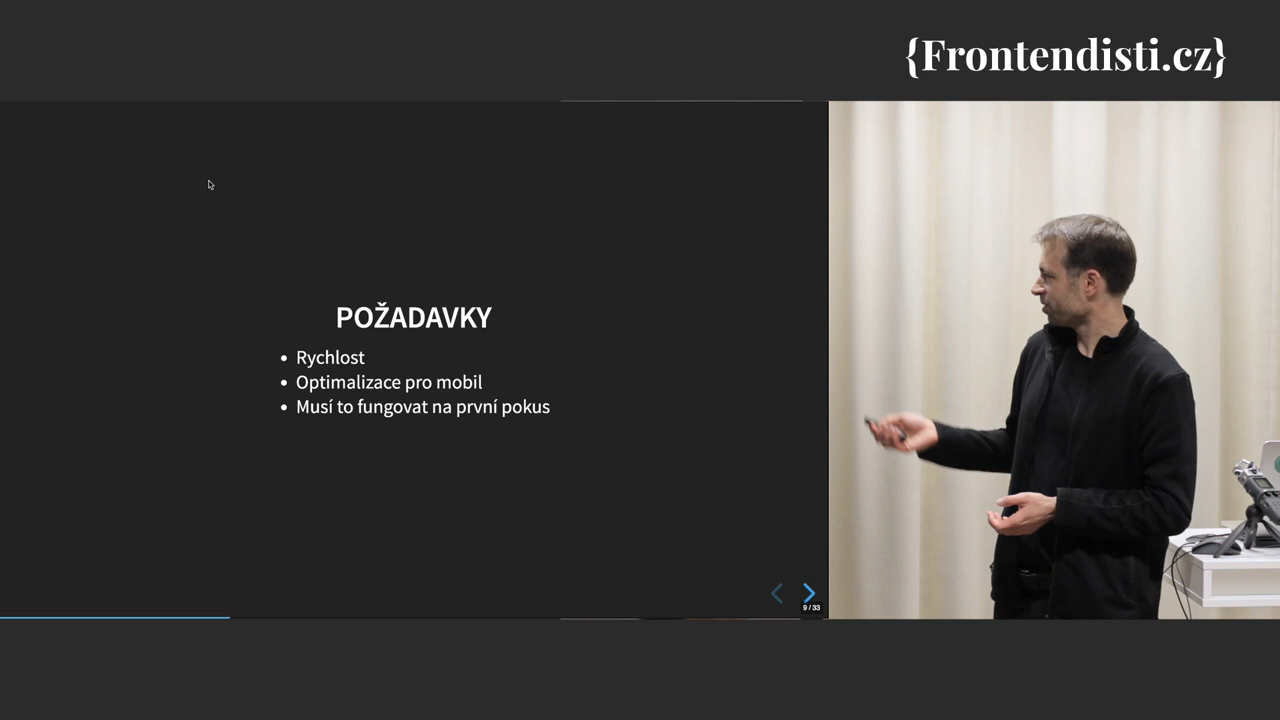 {Frontendisti.cz}
POŽADAVKY
• Rychlost
• Optimalizace pro mobil
• Musí to fungovat na první pokus
9 / 33